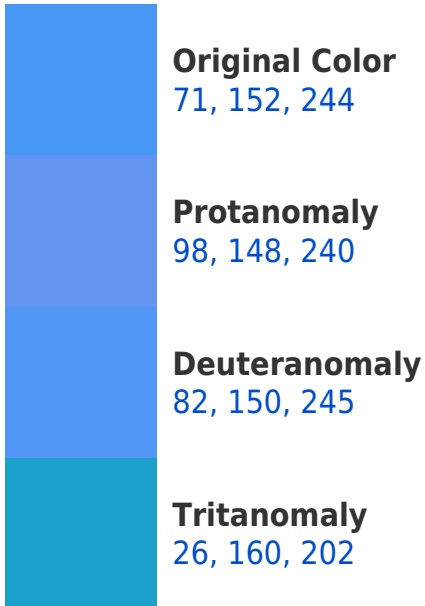 Original Color
71, 152, 244
Protanomaly
98, 148, 240
Deuteranomaly
82, 150, 245
Tritanomaly
26, 160, 202